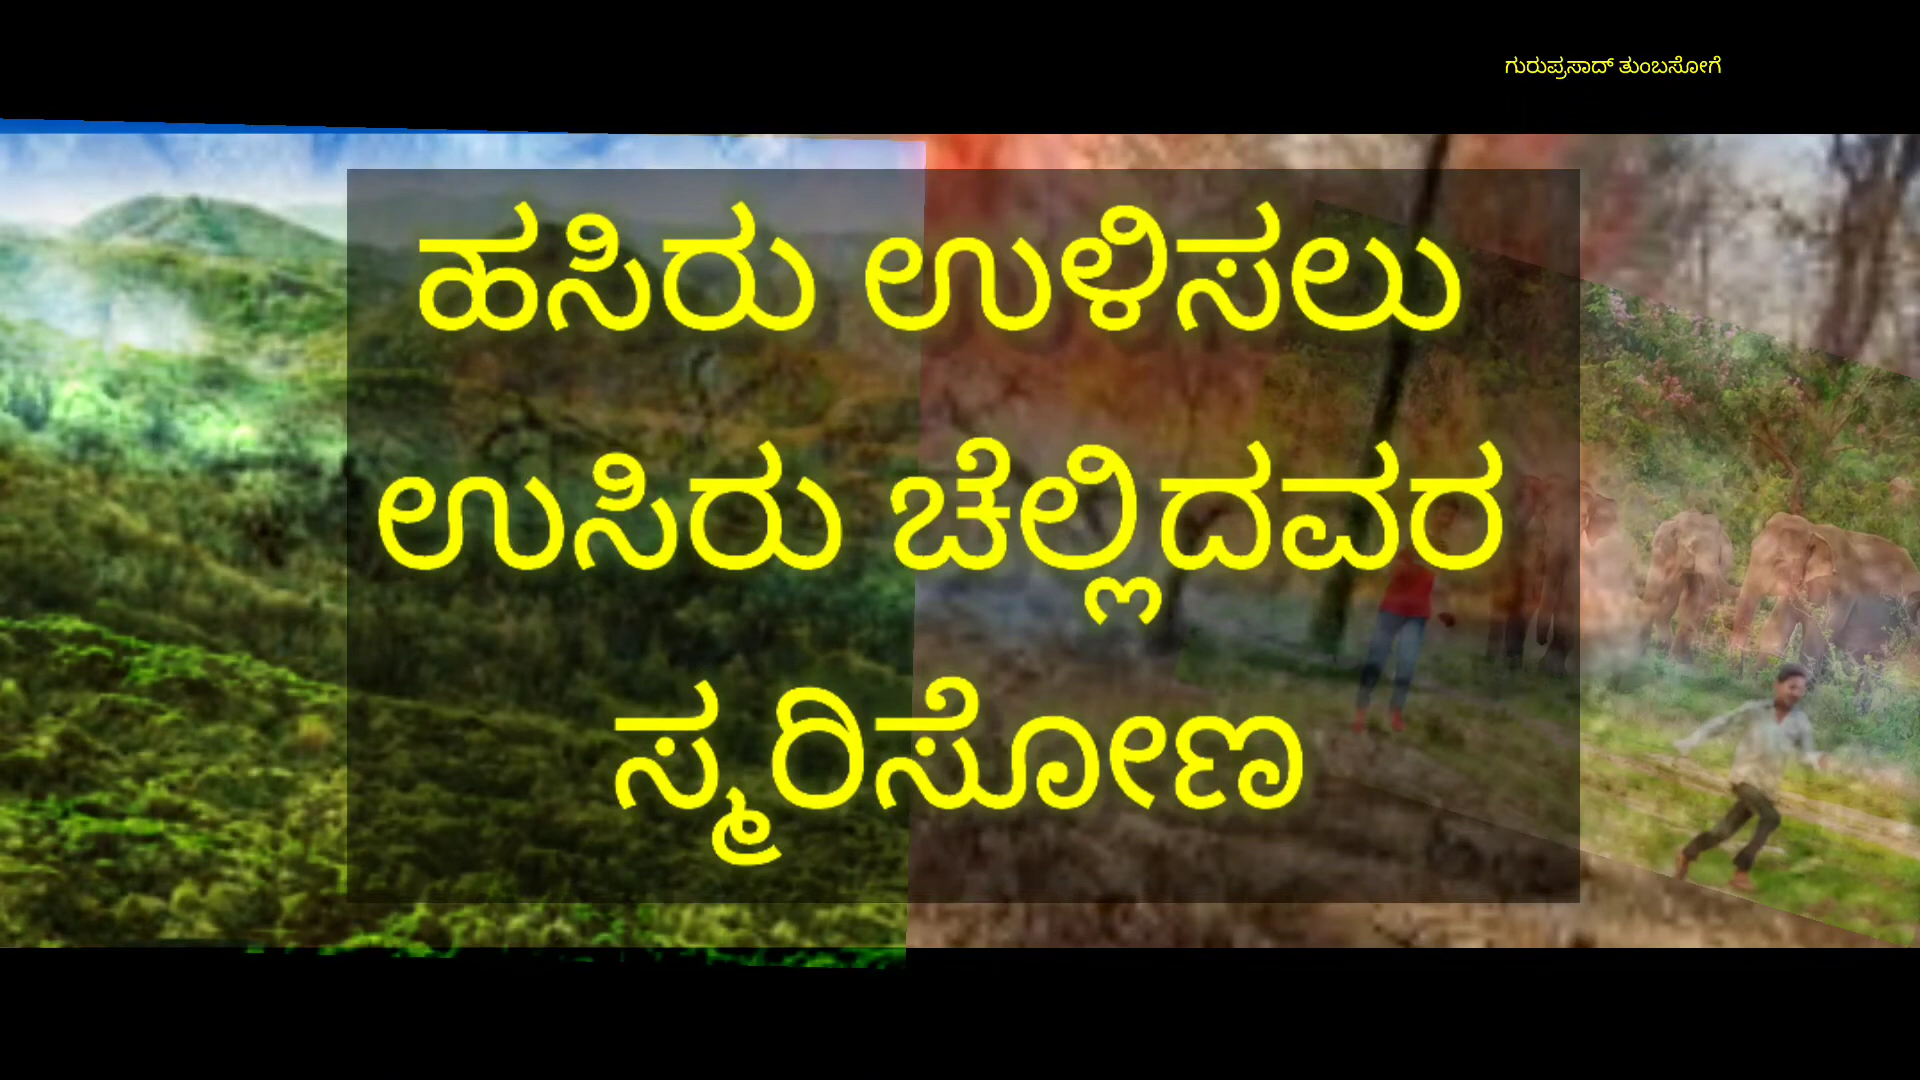 ಗುರುಪ್ರಸಾದ್ ತುಂಬಸೋಗೆ
ಹಸಿರು ಉಳಿಸಲು
ಉಸಿರು ಚೆಲ್ಲಿದವರ
ಸ್ಮರಿಸೋಣ